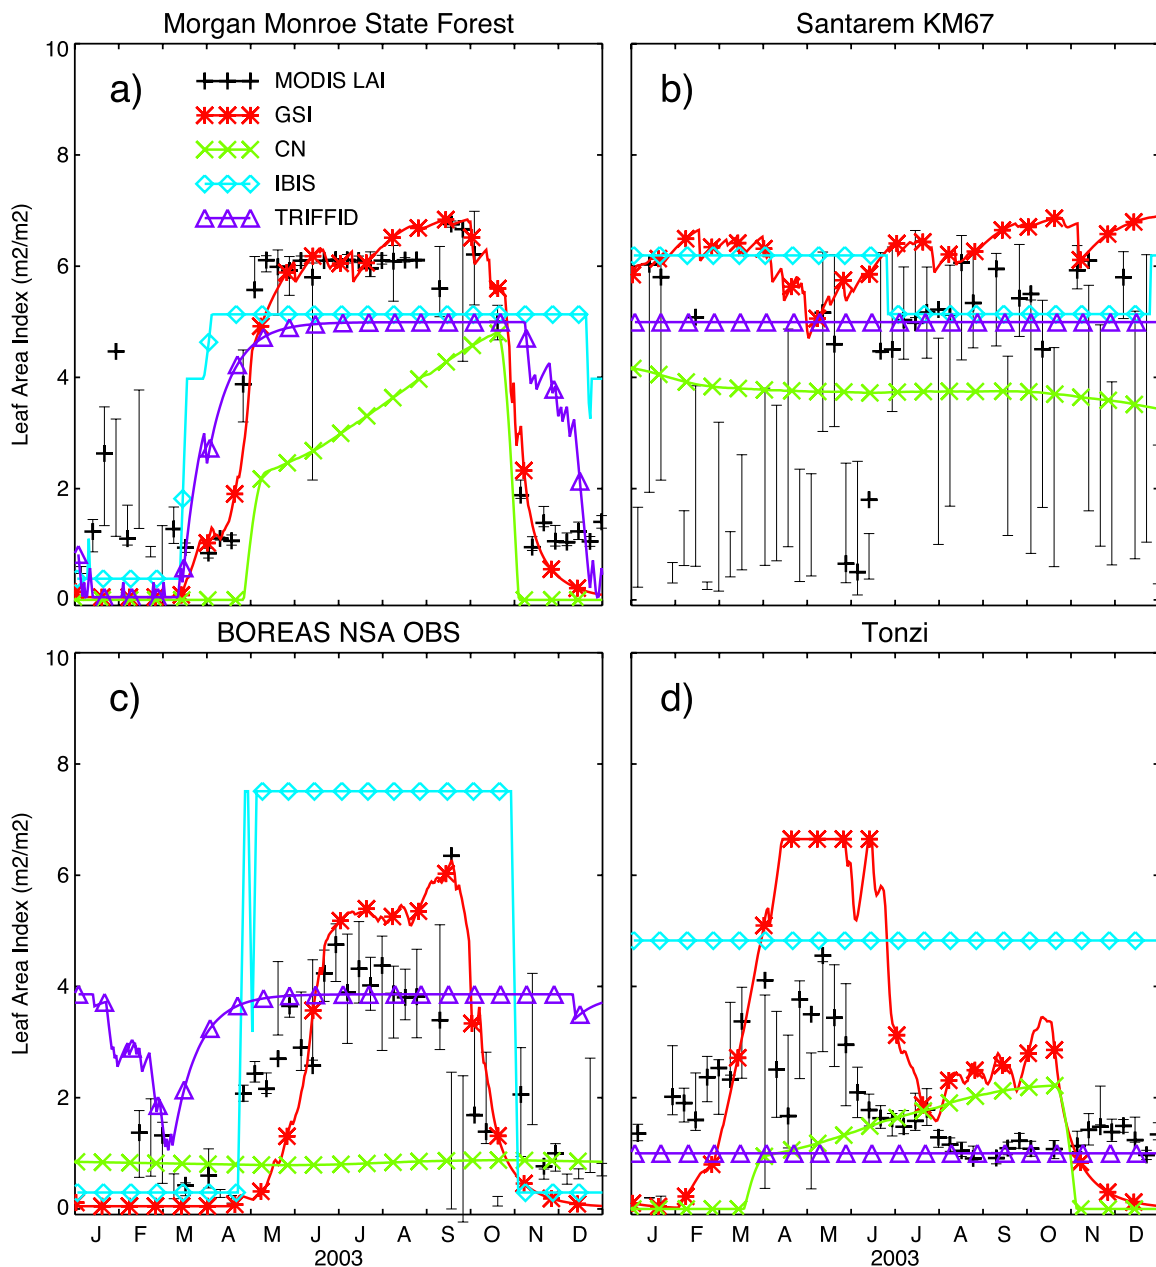 Morgan Monroe State Forest
Santarem KM67
10
8
6
4
2
0
Leaf Area Index (m2/m2)
a)
MODIS LAI
GSI
CN
IBIS
TRIFFID
b)
BOREAS NSA OBS
Tonzi
10
8
6
4
2
0
Leaf Area Index (m2/m2)
c)
d)
J F M A M J J A S O N D
J F M A M J J A S O N D
2003
2003